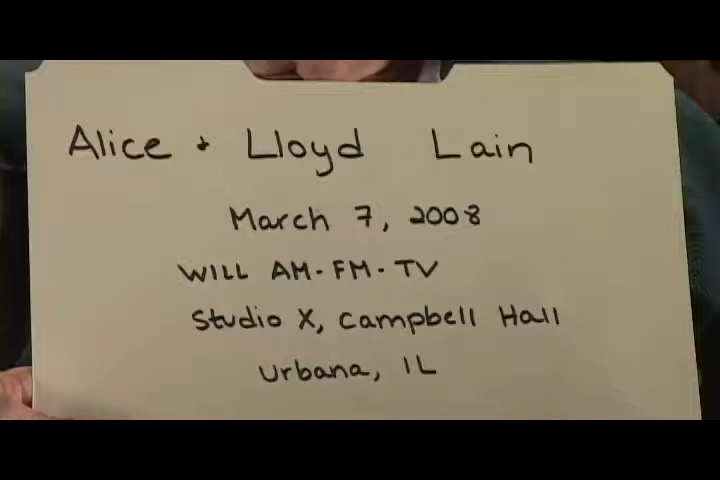 Alice + Lloyd Lain
March 7, 2008
WILL AM-FM-TV
Studio X, Campbell Hall
Urbana, IL